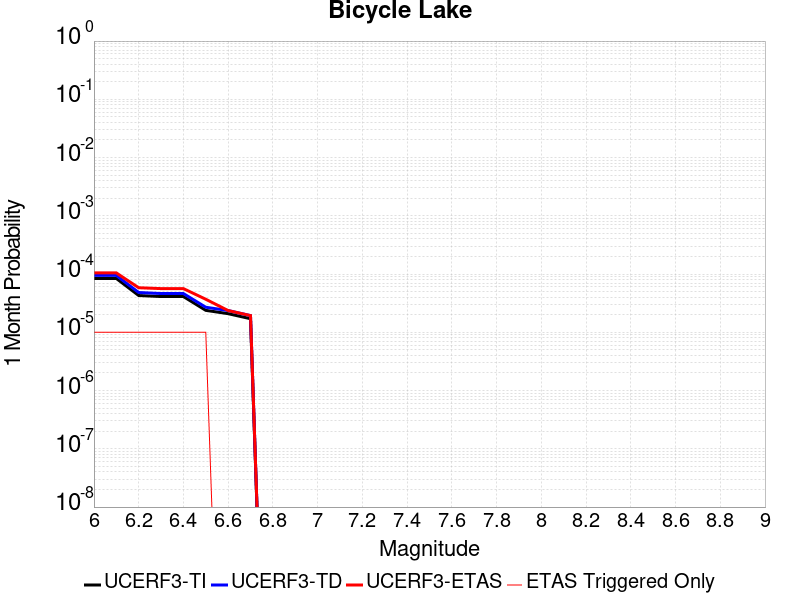 Bicycle Lake
10^0
10^-1
10^-2
10^-3
10^-4
10^-5
10^-6
10^-7
10^-8
1 Month Probability
6 6.2 6.4 6.6 6.8 7 7.2 7.4 7.6 7.8 8 8.2 8.4 8.6 8.8 9
Magnitude
UCERF3-TI UCERF3-TD UCERF3-ETAS ETAS Triggered Only